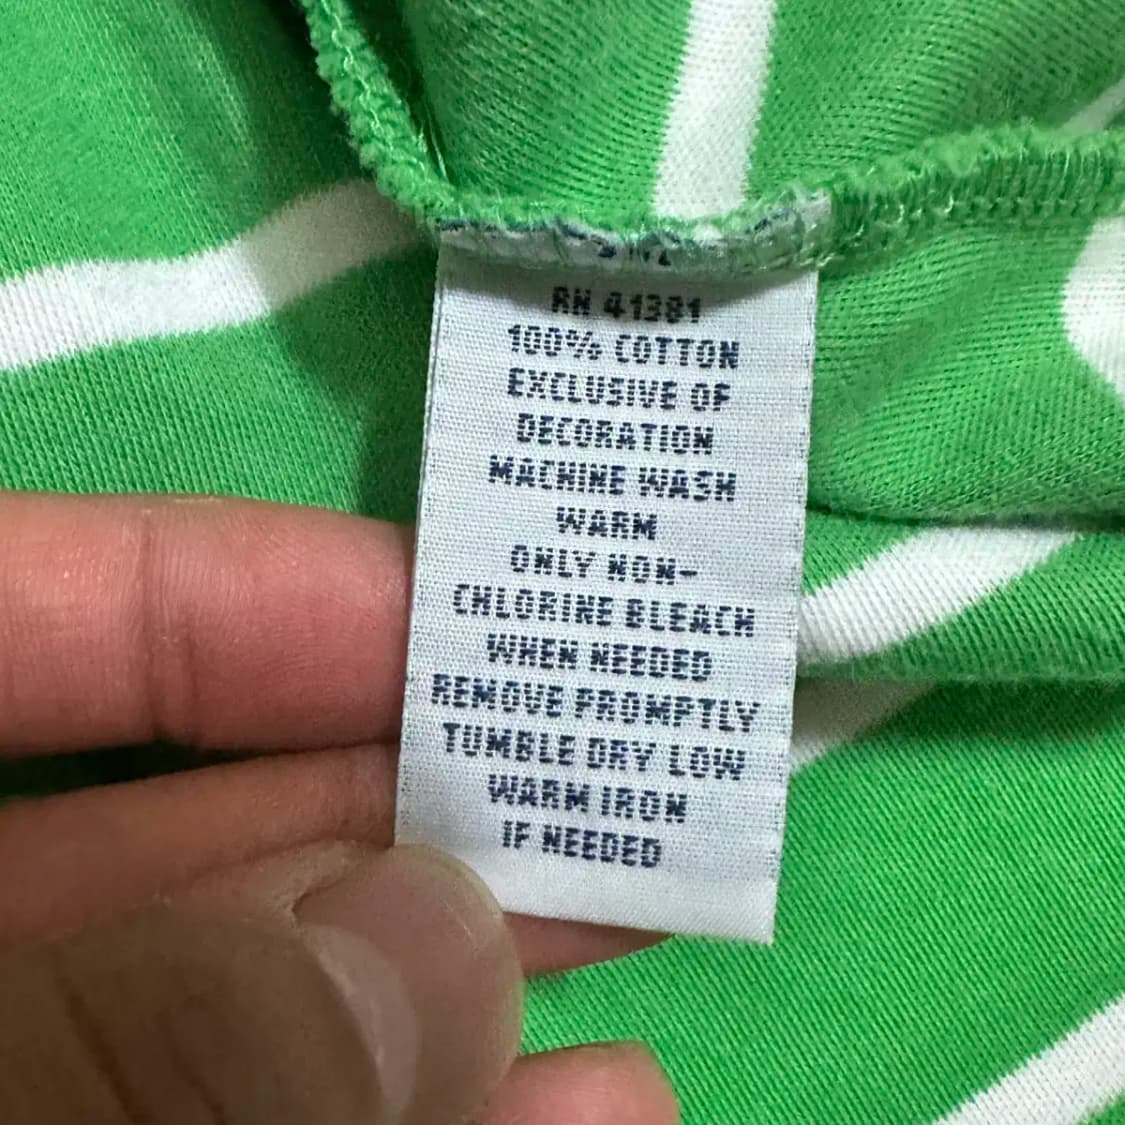 RN 41381
100% COTTON
EXCLUSIVE OF
DECORATION
MACHINE WASH
WARM
ONLY NON-
CHLORINE BLEACH
WHEN NEEDED
REMOVE PROMPTLY
TUMBLE DRY LOW
WARM IRON
IF NEEDED